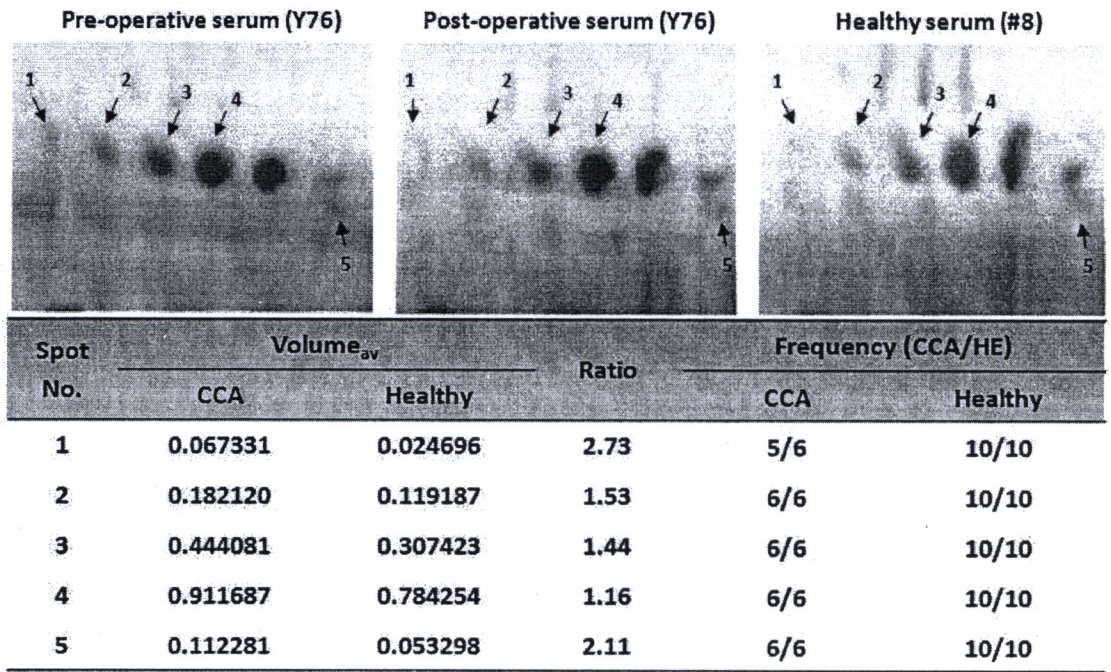 Pre-operative serum (Y76) Post-operative serum (Y76) Healthy serum (#8)
1 2 3 4 5
1 2 3 4 5
1 2 3 4 5
Spot No. Volumeav Ratio Frequency (CCA/HE)
CCA Healthy CCA Healthy
1 0.067331 0.024696 2.73 5/6 10/10
2 0.182120 0.119187 1.53 6/6 10/10
3 0.444081 0.307423 1.44 6/6 10/10
4 0.911687 0.784254 1.16 6/6 10/10
5 0.112281 0.053298 2.11 6/6 10/10